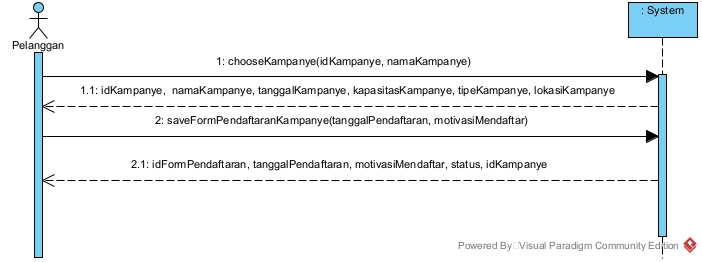 : System
Pelanggan
1: chooseKampanye(idKampanye, namaKampanye)
1.1: idKampanye, namaKampanye, tanggalKampanye, kapasitasKampanye, tipeKampanye, lokasiKampanye
2: saveFormPendaftaranKampanye(tanggalPendaftaran, motivasiMendaftar)
2.1: idFormPendaftaran, tanggalPendaftaran, motivasiMendaftar, status, idKampanye
Powered By Visual Paradigm Community Edition